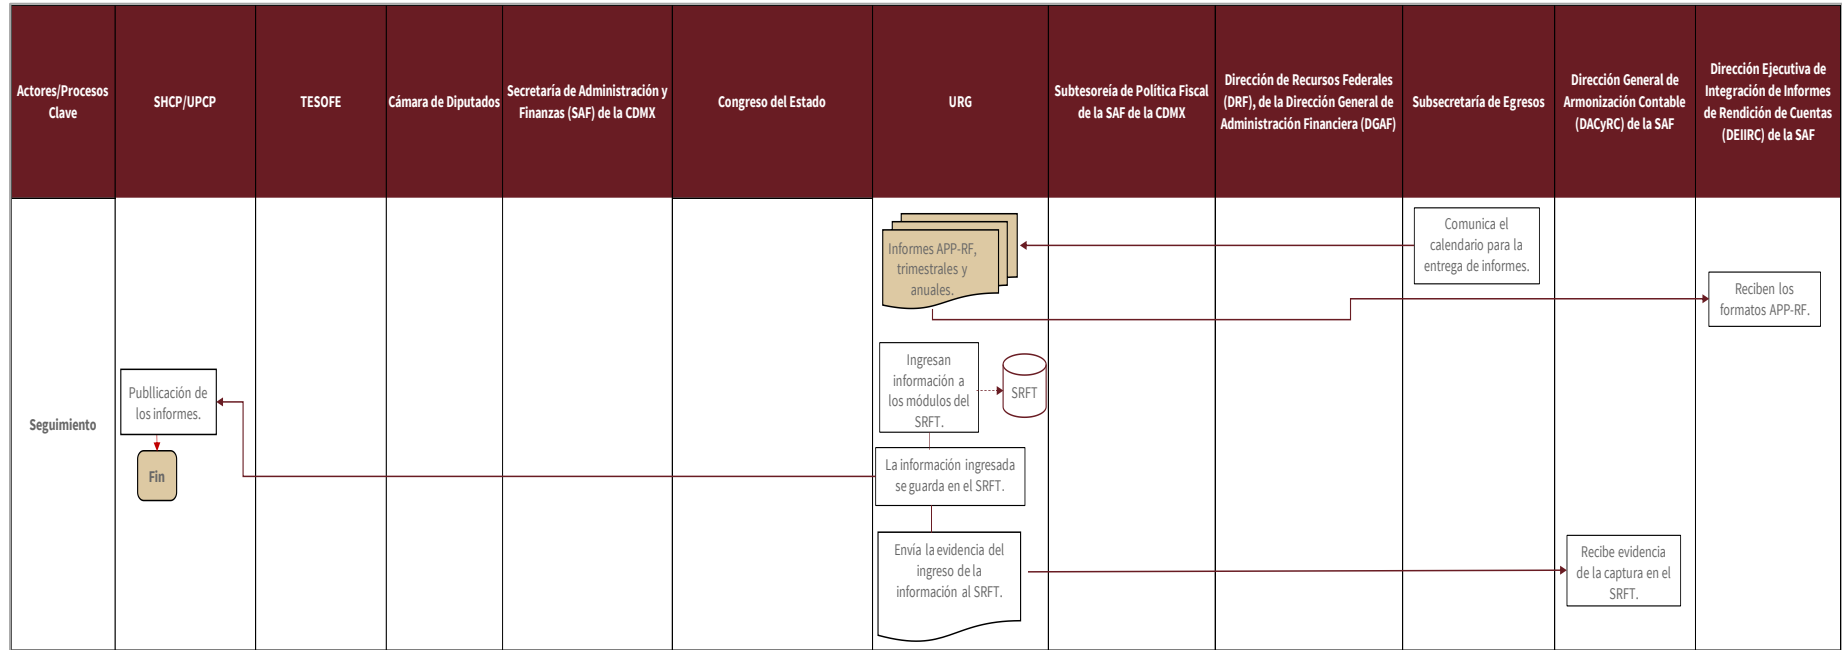 Actores/Procesos
Clave
SHCP/UPCP
TESOFE
Cámara de Diputados
Secretaría de Administración y
Finanzas (SAF) de la CDMX
Congreso del Estado
URG
Subtesoreía de Política Fiscal
de la SAF de la CDMX
Dirección de Recursos Federales
(DRF), de la Dirección General de
Administración Financiera (DGAF)
Subsecretaría de Egresos
Dirección General de
Armonización Contable
(DACyRC) de la SAF
Dirección Ejecutiva de
Integración de Informes
de Rendición de Cuentas
(DEIIRC) de la SAF
Seguimiento
Informes APP-RF,
trimestrales y
anuales.
Comunica el
calendario para la
entrega de informes.
Reciben los
formatos APP-RF.
Ingresan
información a
los módulos del
SRFT.
SRFT
Publlicación de
los informes.
Fin
La información ingresada
se guarda en el SRFT.
Envía la evidencia del
ingreso de la
información al SRFT.
Recibe evidencia
de la captura en el
SRFT.